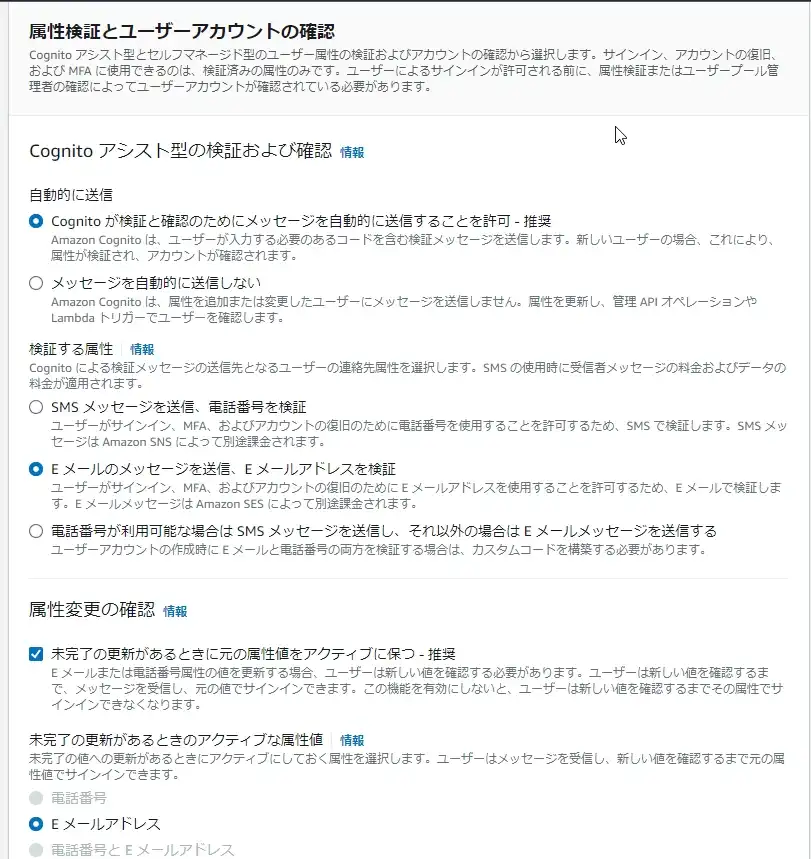 属性検証とユーザーアカウントの確認
Cognito アシスト型とセルフマネージド型のユーザー属性の検証およびアカウントの確認から選択します。サインイン、アカウントの復旧、
および MFA に使用できるのは、検証済みの属性のみです。ユーザーによるサインインが許可される前に、属性検証またはユーザープール管
理者の確認によってユーザーアカウントが確認されている必要があります。
Cognito アシスト型の検証および確認 情報
自動的に送信
Cognito が検証と確認のためにメッセージを自動的に送信することを許可 - 推奨
Amazon Cognito は、ユーザーが入力する必要のあるコードを含む検証メッセージを送信します。新しいユーザーの場合、これにより、
属性が検証され、アカウントが確認されます。
メッセージを自動的に送信しない
Amazon Cognito は、属性を追加または変更したユーザーにメッセージを送信しません。属性を更新し、管理 API オペレーションや
Lambda トリガーでユーザーを確認します。
検証する属性 情報
Cognito による検証メッセージの送信先となるユーザーの連絡先属性を選択します。SMS の使用時に受信者メッセージの料金およびデータの
料金が適用されます。
SMS メッセージを送信、電話番号を検証
ユーザーがサインイン、MFA、およびアカウントの復旧のために電話番号を使用することを許可するため、SMS で検証します。SMS メッ
セージは Amazon SNS によって別途課金されます。
E メールのメッセージを送信、E メールアドレスを検証
ユーザーがサインイン、MFA、およびアカウントの復旧のために E メールアドレスを使用することを許可するため、E メールで検証しま
す。E メールメッセージは Amazon SES によって別途課金されます。
電話番号が利用可能な場合は SMS メッセージを送信し、それ以外の場合は E メールメッセージを送信する
ユーザーアカウントの作成時に E メールと電話番号の両方を検証する場合は、カスタムコードを構築する必要があります。
属性変更の確認 情報
未完了の更新があるときに元の属性値をアクティブに保つ - 推奨
E メールまたは電話番号属性の値を更新する場合、ユーザーは新しい値を確認する必要があります。ユーザーは新しい値を確認するま
で、メッセージを受信し、元の値でサインインできます。この機能を有効にしないと、ユーザーは新しい値を確認するまでその属性でサ
インインできなくなります。
未完了の更新があるときのアクティブな属性値 情報
未完了の値への更新があるときにアクティブにしておく属性を選択します。ユーザーはメッセージを受信し、新しい値を確認するまで元の属
性値でサインインできます。
電話番号
E メールアドレス
電話番号と E メールアドレス